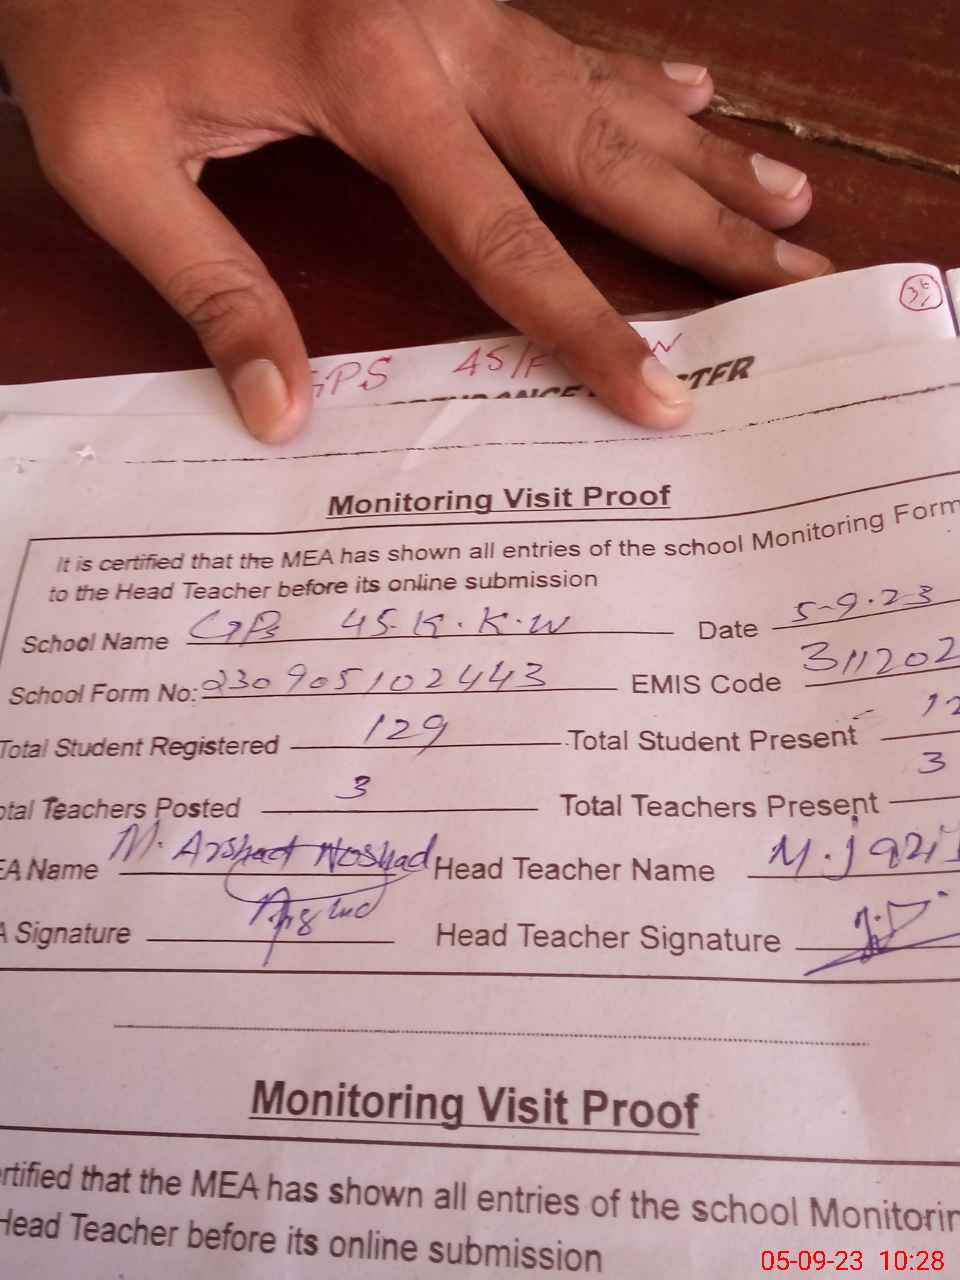 36
GPS 45/
Monitoring Visit Proof
It is certified that the MEA has shown all entries of the school Monitoring Form
to the Head Teacher before its online submission
School Name GPS 45.K.K.W Date 5-9-23
School Form No: 230905102443 EMIS Code 311202
Total Student Registered 129 Total Student Present 12
otal Teachers Posted 3 Total Teachers Present 3
EA Name M. Arshad Noshad Head Teacher Name M.
A Signature Head Teacher Signature
Monitoring Visit Proof
ertified that the MEA has shown all entries of the school Monitorin
Head Teacher before its online submission
05-09-23 10:28